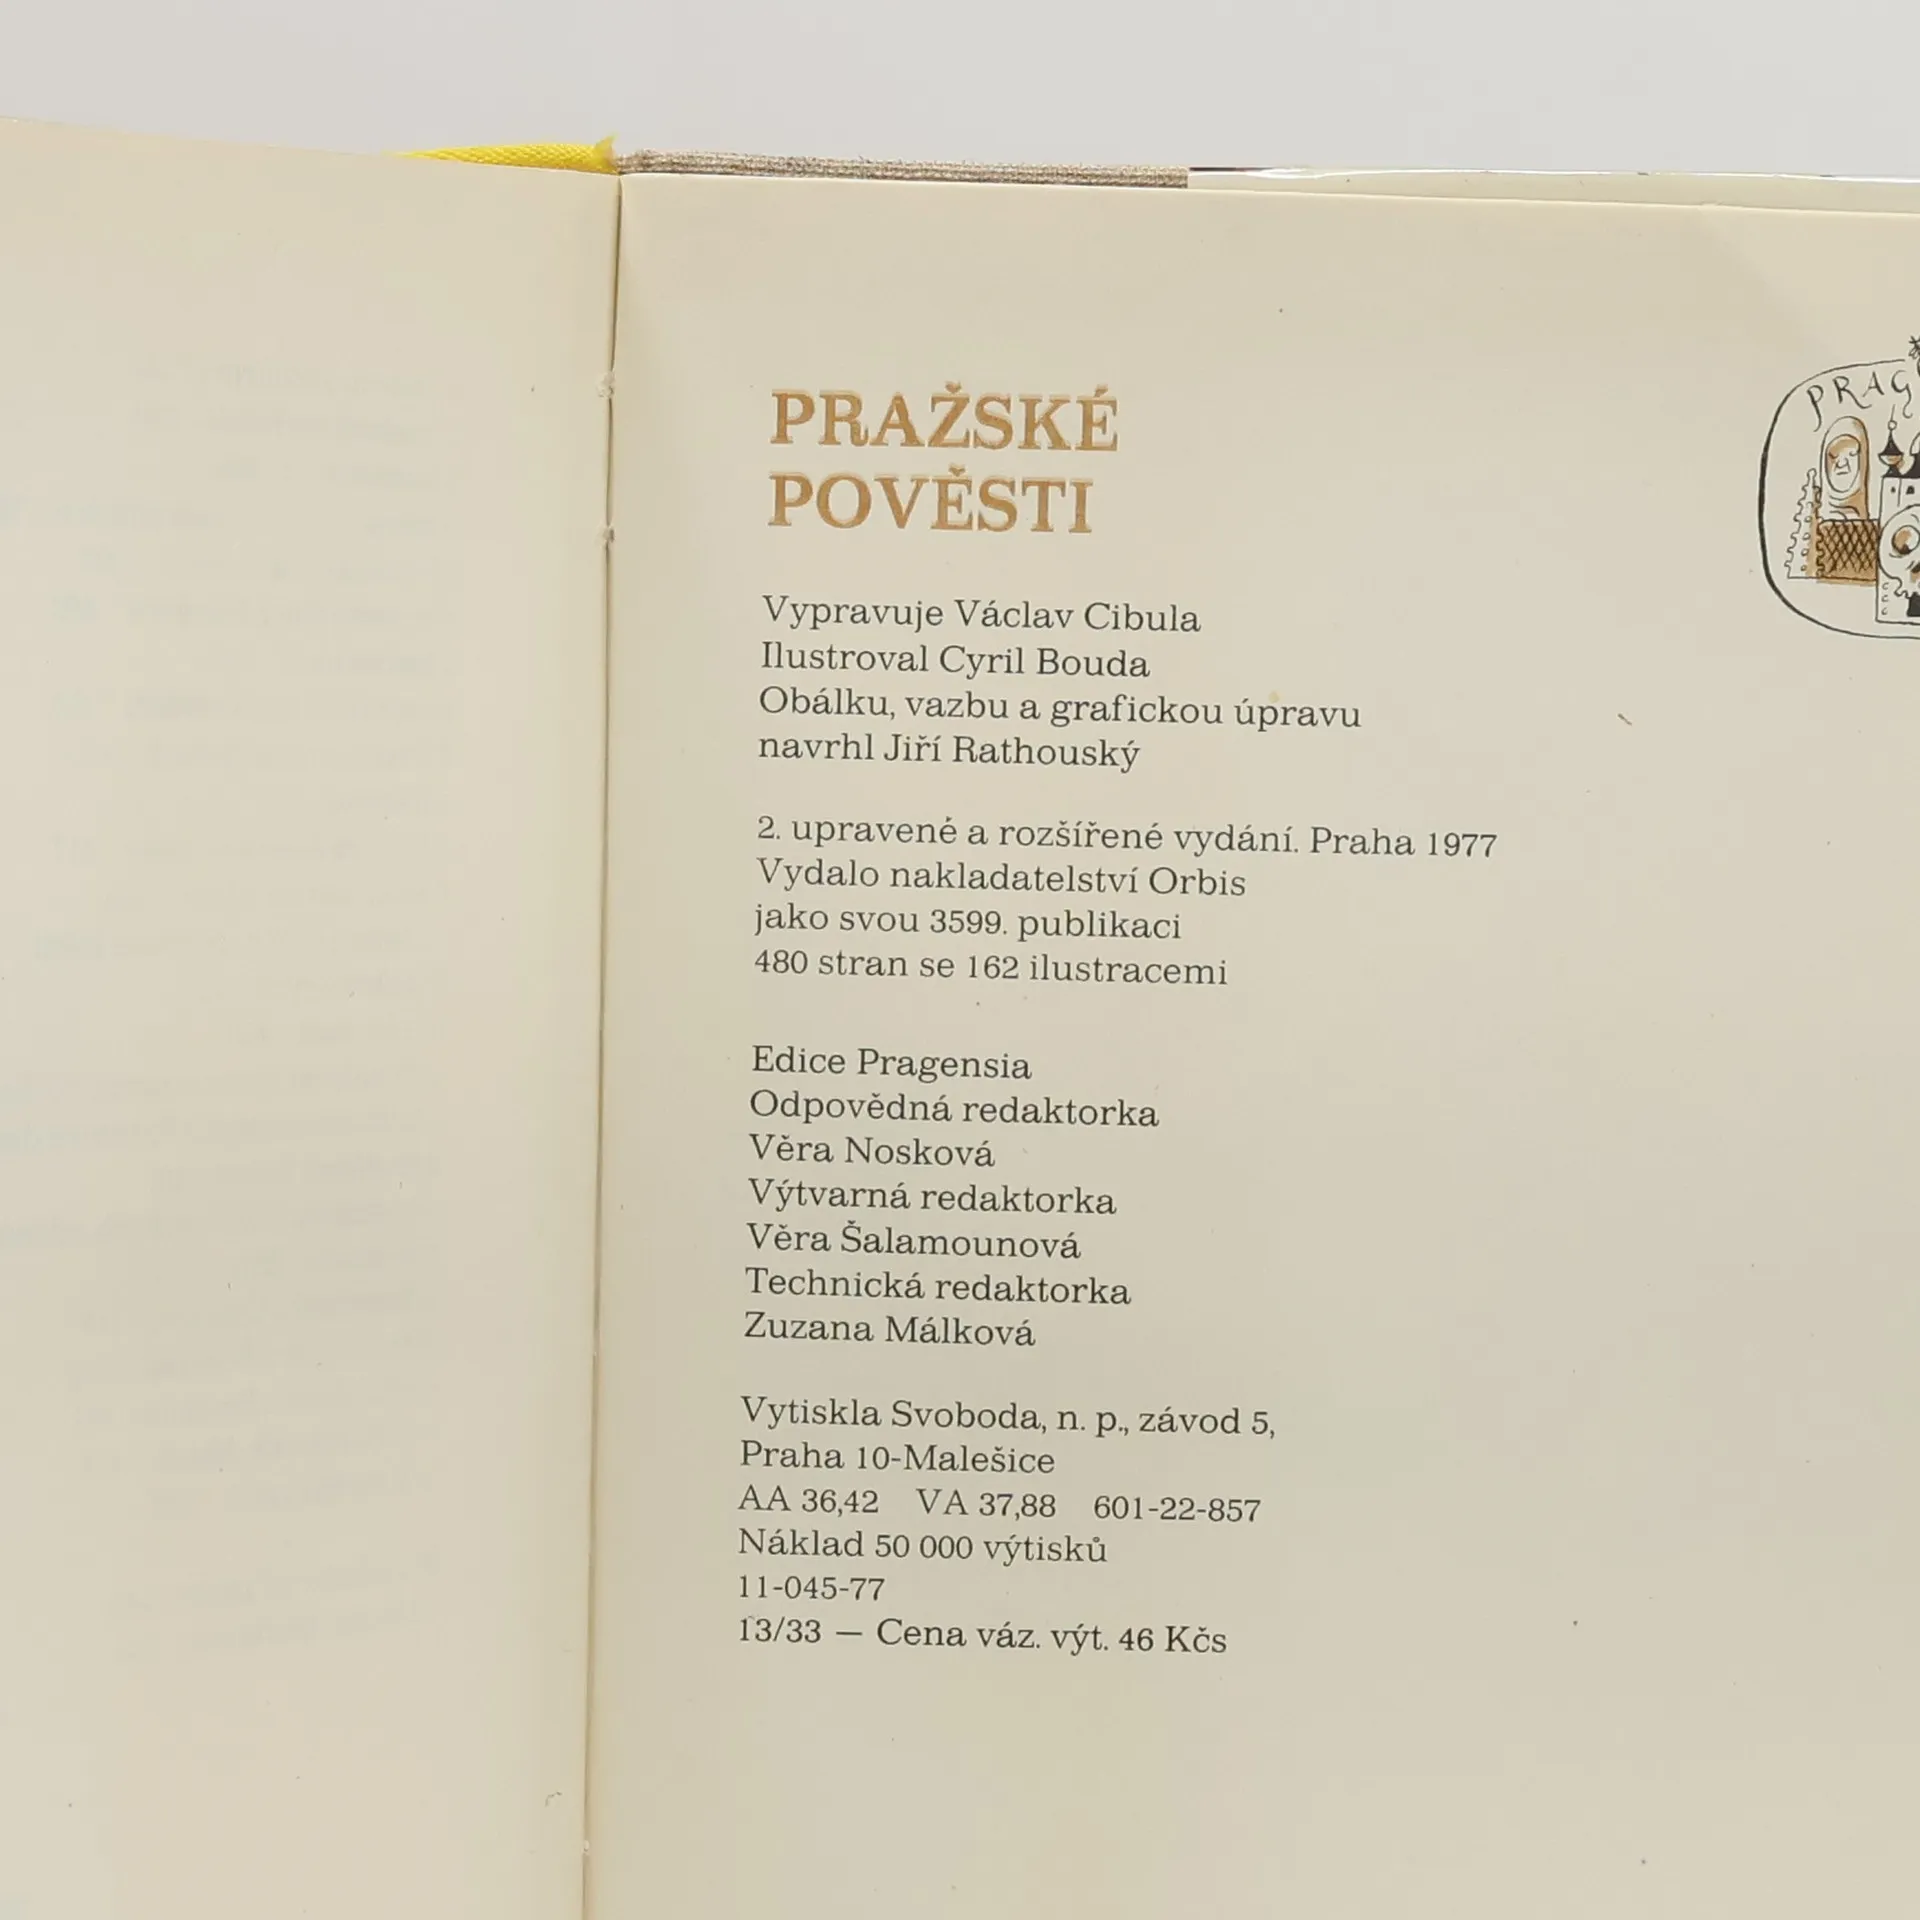 PRAŽSKÉ
POVĚSTI
PRAG
Vypravuje Václav Cibula
Ilustroval Cyril Bouda
Obálku, vazbu a grafickou úpravu
navrhl Jiří Rathouský
2. upravené a rozšířené vydání. Praha 1977
Vydalo nakladatelství Orbis
jako svou 3599. publikaci
480 stran se 162 ilustracemi
Edice Pragensia
Odpovědná redaktorka
Věra Nosková
Výtvarná redaktorka
Věra Šalamounová
Technická redaktorka
Zuzana Málková
Vytiskla Svoboda, n. p., závod 5,
Praha 10-Malešice
AA 36,42 VA 37,88 601-22-857
Náklad 50 000 výtisků
11-045-77
13/33 — Cena váz. výt. 46 Kčs